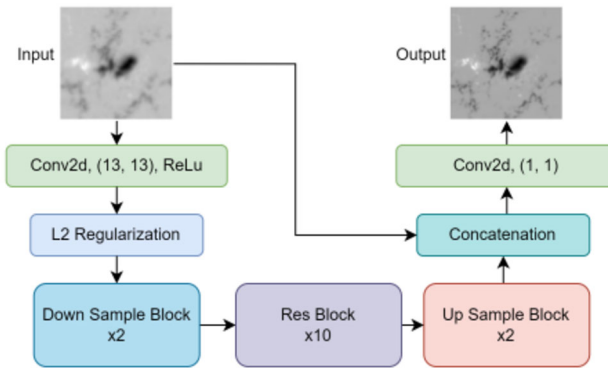 Input
Output
Conv2d, (13, 13), ReLu
Conv2d, (1, 1)
L2 Regularization
Concatenation
Down Sample Block
x2
Res Block
x10
Up Sample Block
x2